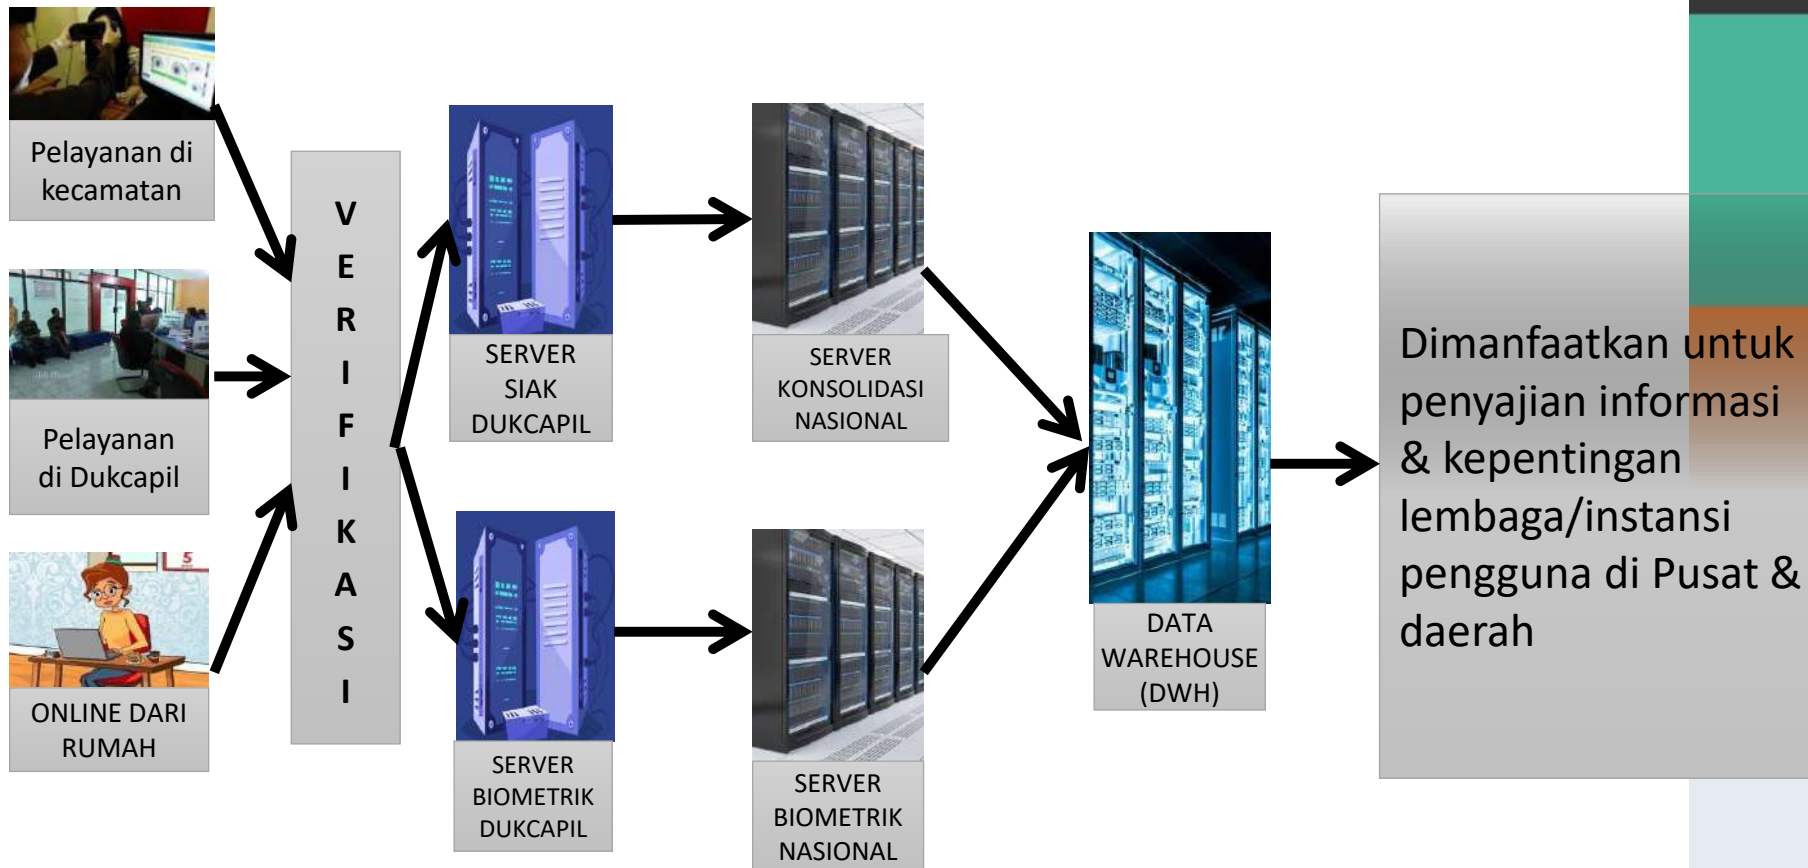 Pelayanan di
kecamatan
Pelayanan
di Dukcapil
5
ONLINE DARI
RUMAH
V
E
R
I
F
I
K
A
S
I
SERVER
SIAK
DUKCAPIL
SERVER
BIOMETRIK
DUKCAPIL
SERVER
KONSOLIDASI
NASIONAL
SERVER
BIOMETRIK
NASIONAL
DATA
WAREHOUSE
(DWH)
Dimanfaatkan untuk
penyajian informasi
& kepentingan
lembaga/instansi
pengguna di Pusat &
daerah